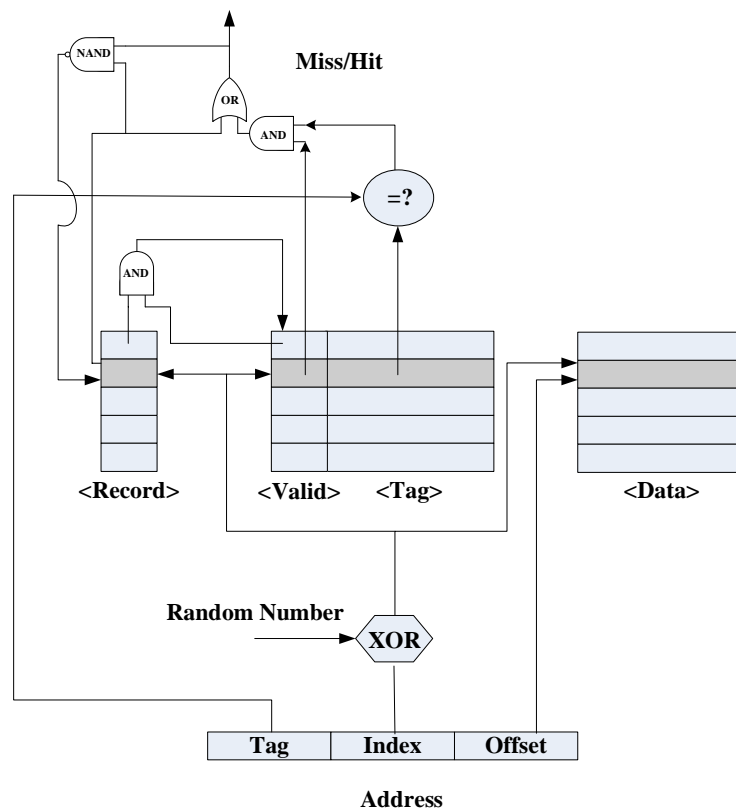 NAND
Miss/Hit
OR
AND
=?
AND
<Record>
<Valid>
<Tag>
<Data>
Random Number
XOR
Tag
Index
Offset
Address